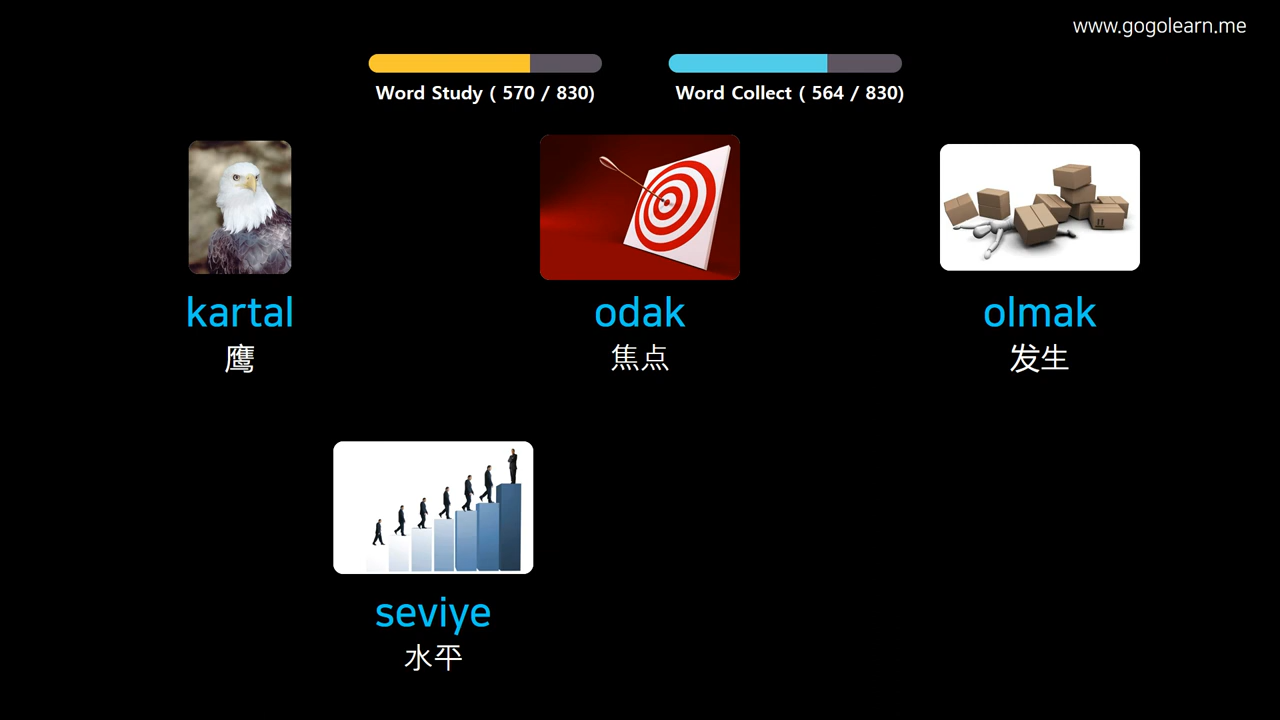 www.gogolearn.me
Word Study ( 570 / 830)
Word Collect ( 564 / 830)
kartal
鹰
odak
焦点
olmak
发生
seviye
水平